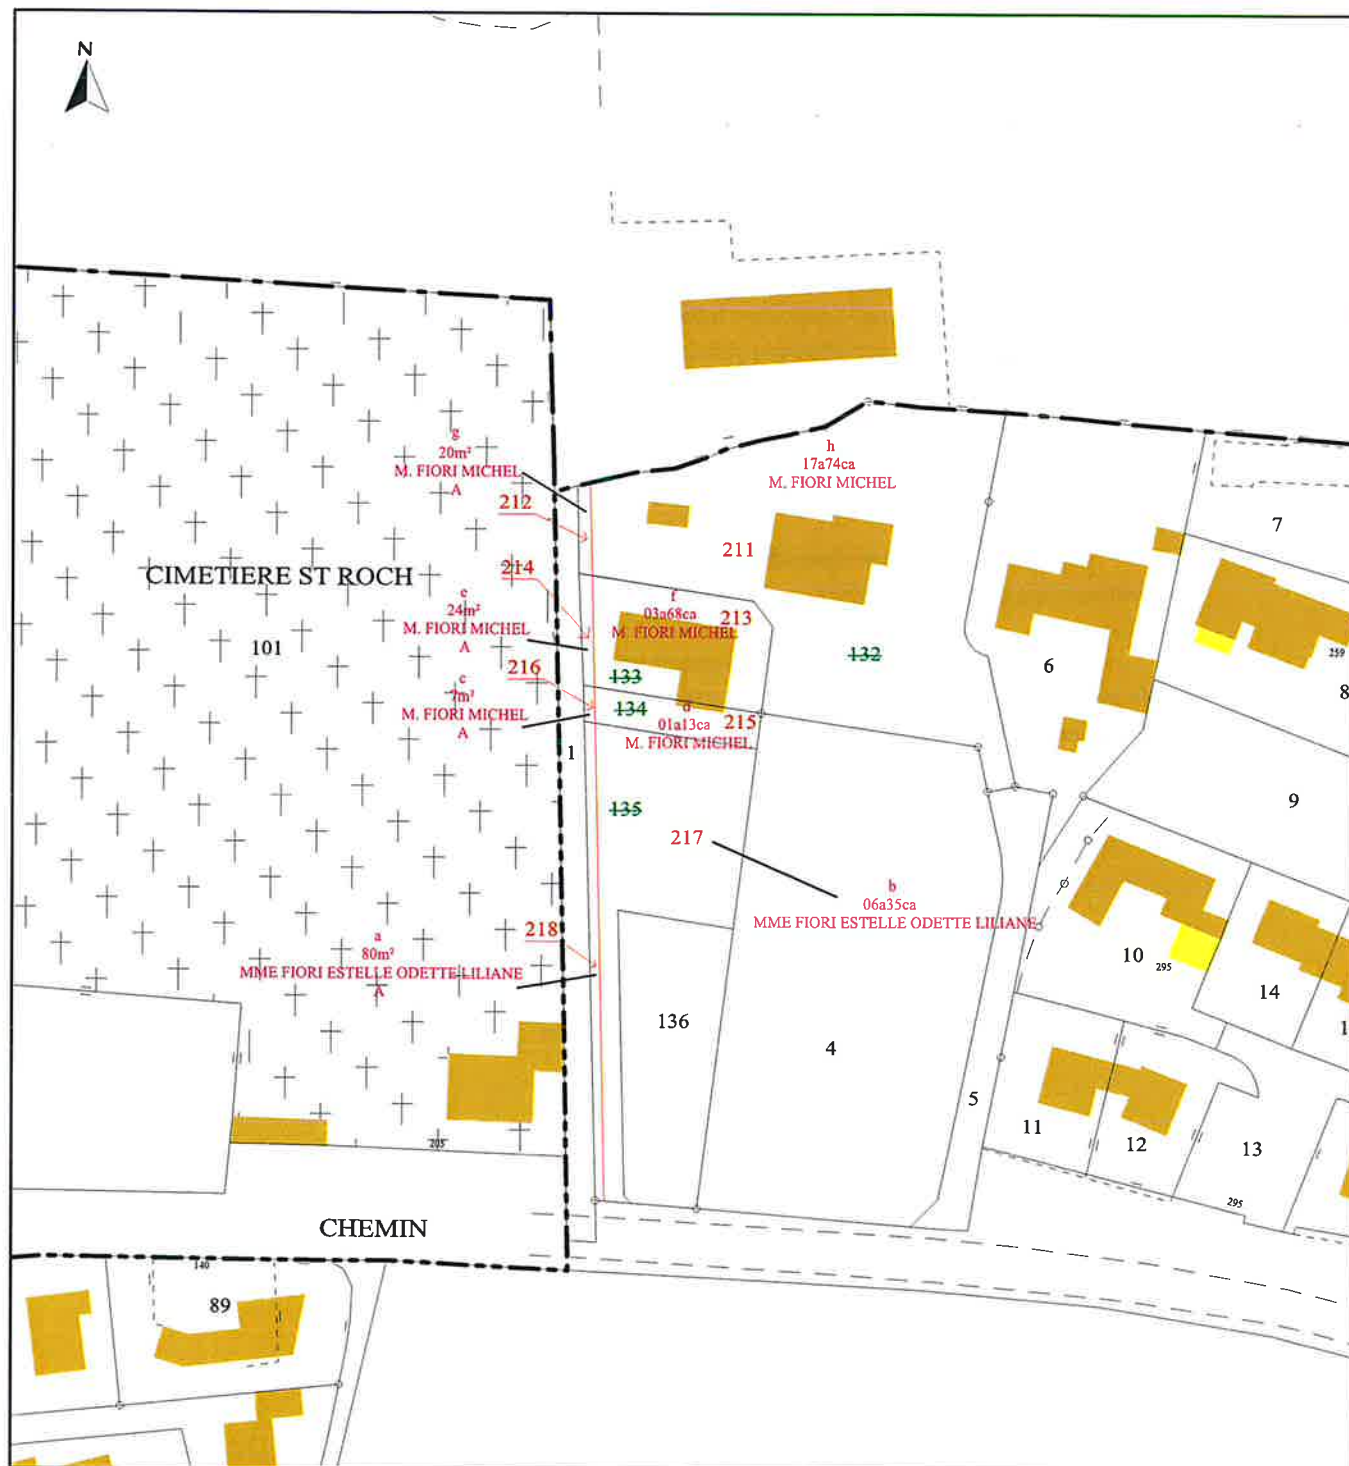 N
g
20m²
M. FIORI MICHEL
A
212
h
17a74ca
M. FIORI MICHEL
211
7
CIMETIERE ST ROCH
214
e
24m²
M. FIORI MICHEL
A
f
03a68ca
M. FIORI MICHEL
213
101
132
6
259
8
216
c
7m²
M. FIORI MICHEL
A
133
134
d
01a13ca
215
M. FIORI MICHEL
1
135
9
217
b
06a35ca
MME FIORI ESTELLE ODETTE LILIANE
218
a
80m²
MME FIORI ESTELLE ODETTE LILIANE
A
10
295
14
136
4
1
5
11
12
13
205
295
CHEMIN
140
89